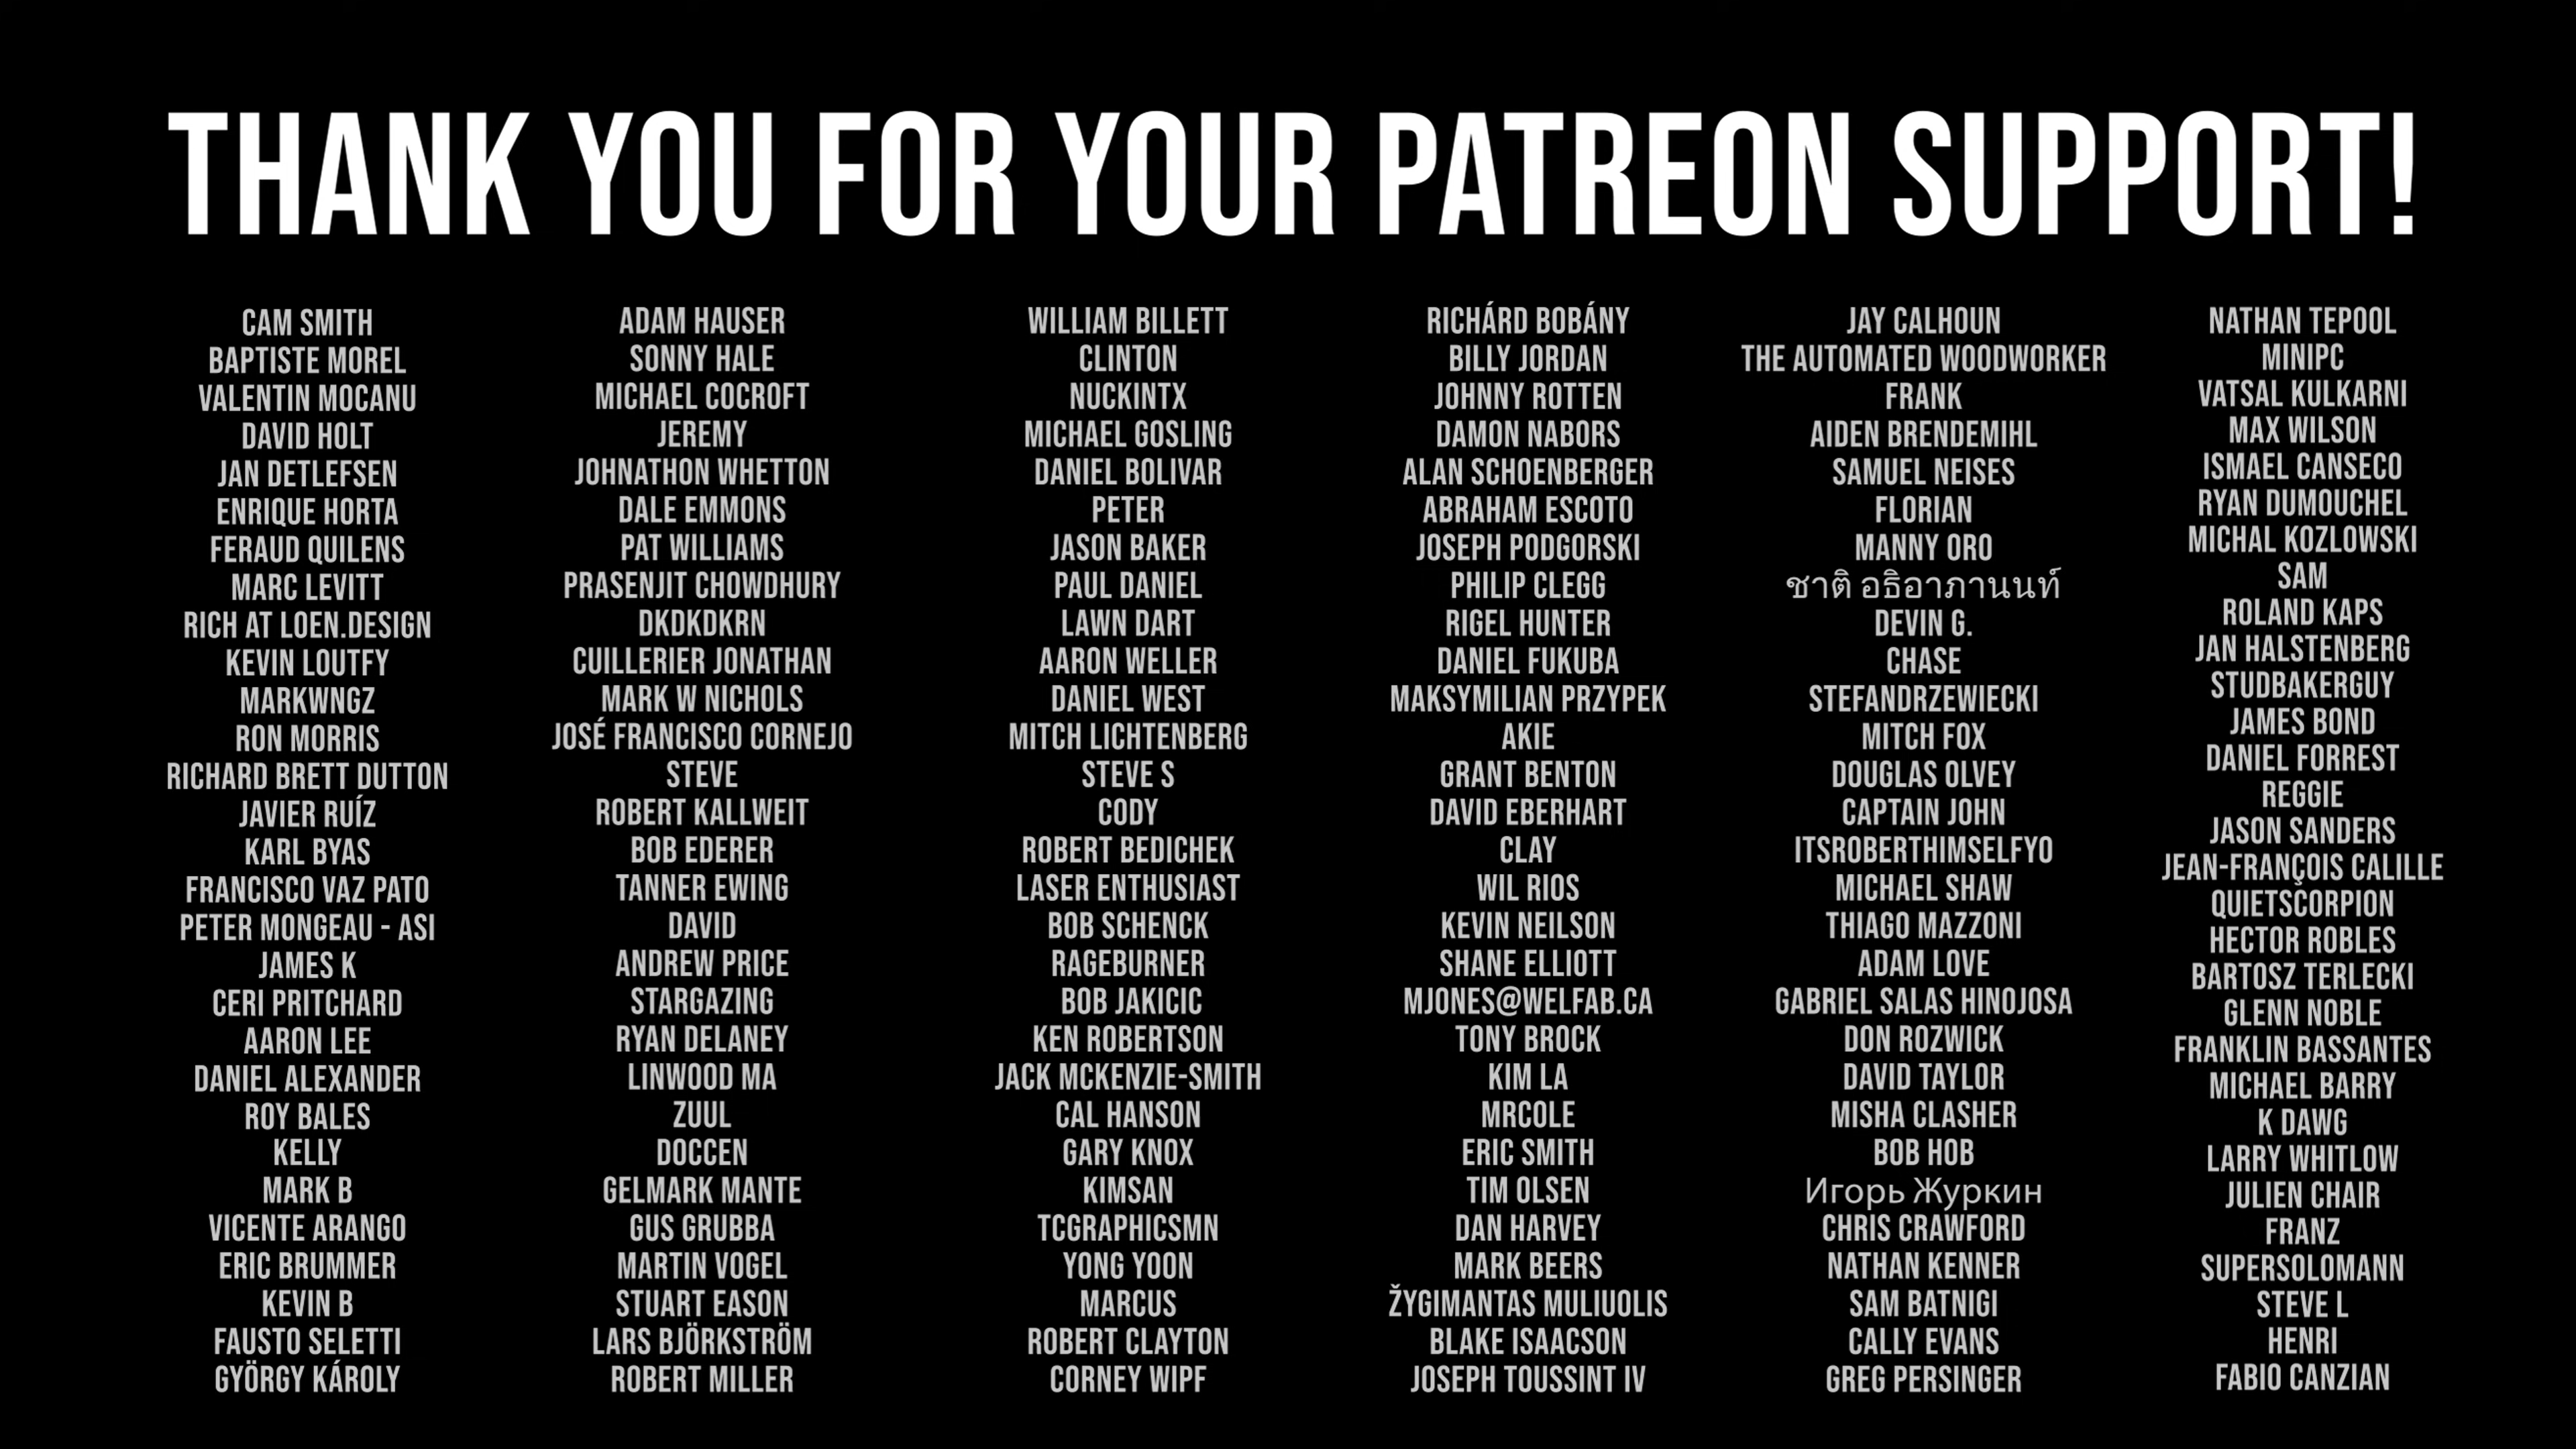 THANK YOU FOR YOUR PATREON SUPPORT!
CAM SMITH
BAPTISTE MOREL
VALENTIN MOCANU
DAVID HOLT
JAN DETLEFSEN
ENRIQUE HORTA
FERAUD QUILENS
MARC LEVITT
RICH AT LOEN.DESIGN
KEVIN LOUTFY
MARKWNGZ
RON MORRIS
RICHARD BRETT DUTTON
JAVIER RUÍZ
KARL BYAS
FRANCISCO VAZ PATO
PETER MONGEAU - ASI
JAMES K
CERI PRITCHARD
AARON LEE
DANIEL ALEXANDER
ROY BALES
KELLY
MARK B
VICENTE ARANGO
ERIC BRUMMER
KEVIN B
FAUSTO SELETTI
GYÖRGY KÁROLY
ADAM HAUSER
SONNY HALE
MICHAEL COCROFT
JEREMY
JOHNATHON WHETTON
DALE EMMONS
PAT WILLIAMS
PRASENJIT CHOWDHURY
DKDKDKRN
CUILLERIER JONATHAN
MARK W NICHOLS
JOSÉ FRANCISCO CORNEJO
STEVE
ROBERT KALLWEIT
BOB EDERER
TANNER EWING
DAVID
ANDREW PRICE
STARGAZING
RYAN DELANEY
LINWOOD MA
ZUUL
DOCCEN
GELMARK MANTE
GUS GRUBBA
MARTIN VOGEL
STUART EASON
LARS BJÖRKSTRÖM
ROBERT MILLER
WILLIAM BILLETT
CLINTON
NUCKINTX
MICHAEL GOSLING
DANIEL BOLIVAR
PETER
JASON BAKER
PAUL DANIEL
LAWN DART
AARON WELLER
DANIEL WEST
MITCH LICHTENBERG
STEVE S
CODY
ROBERT BEDICHEK
LASER ENTHUSIAST
BOB SCHENCK
RAGEBURNER
BOB JAKICIC
KEN ROBERTSON
JACK MCKENZIE-SMITH
CAL HANSON
GARY KNOX
KIMSAN
TCGRAPHICSMN
YONG YOON
MARCUS
ROBERT CLAYTON
CORNEY WIPF
RICHÁRD BOBÁNY
BILLY JORDAN
JOHNNY ROTTEN
DAMON NABORS
ALAN SCHOENBERGER
ABRAHAM ESCOTO
JOSEPH PODGORSKI
PHILIP CLEGG
RIGEL HUNTER
DANIEL FUKUBA
MAKSYMILIAN PRZYPEK
AKIE
GRANT BENTON
DAVID EBERHART
CLAY
WIL RIOS
KEVIN NEILSON
SHANE ELLIOTT
MJONES@WELFAB.CA
TONY BROCK
KIM LA
MRCOLE
ERIC SMITH
TIM OLSEN
DAN HARVEY
MARK BEERS
ŽYGIMANTAS MULIUOLIS
BLAKE ISAACSON
JOSEPH TOUSSINT IV
JAY CALHOUN
THE AUTOMATED WOODWORKER
FRANK
AIDEN BRENDEMIHL
SAMUEL NEISES
FLORIAN
MANNY ORO
ชาติ อธิอาภานนท์
DEVIN G.
CHASE
STEFANDRZEWIECKI
MITCH FOX
DOUGLAS OLVEY
CAPTAIN JOHN
ITSROBERTHIMSELFYO
MICHAEL SHAW
THIAGO MAZZONI
ADAM LOVE
GABRIEL SALAS HINOJOSA
DON ROZWICK
DAVID TAYLOR
MISHA CLASHER
BOB HOB
Игорь Журкин
CHRIS CRAWFORD
NATHAN KENNER
SAM BATNIGI
CALLY EVANS
GREG PERSINGER
NATHAN TEPOOL
MINIPC
VATSAL KULKARNI
MAX WILSON
ISMAEL CANSECO
RYAN DUMOUCHEL
MICHAL KOZLOWSKI
SAM
ROLAND KAPS
JAN HALSTENBERG
STUDBAKERGUY
JAMES BOND
DANIEL FORREST
REGGIE
JASON SANDERS
JEAN-FRANÇOIS CALILLE
QUIETSCORPION
HECTOR ROBLES
BARTOSZ TERLECKI
GLENN NOBLE
FRANKLIN BASSANTES
MICHAEL BARRY
K DAWG
LARRY WHITLOW
JULIEN CHAIR
FRANZ
SUPERSOLOMANN
STEVE L
HENRI
FABIO CANZIAN